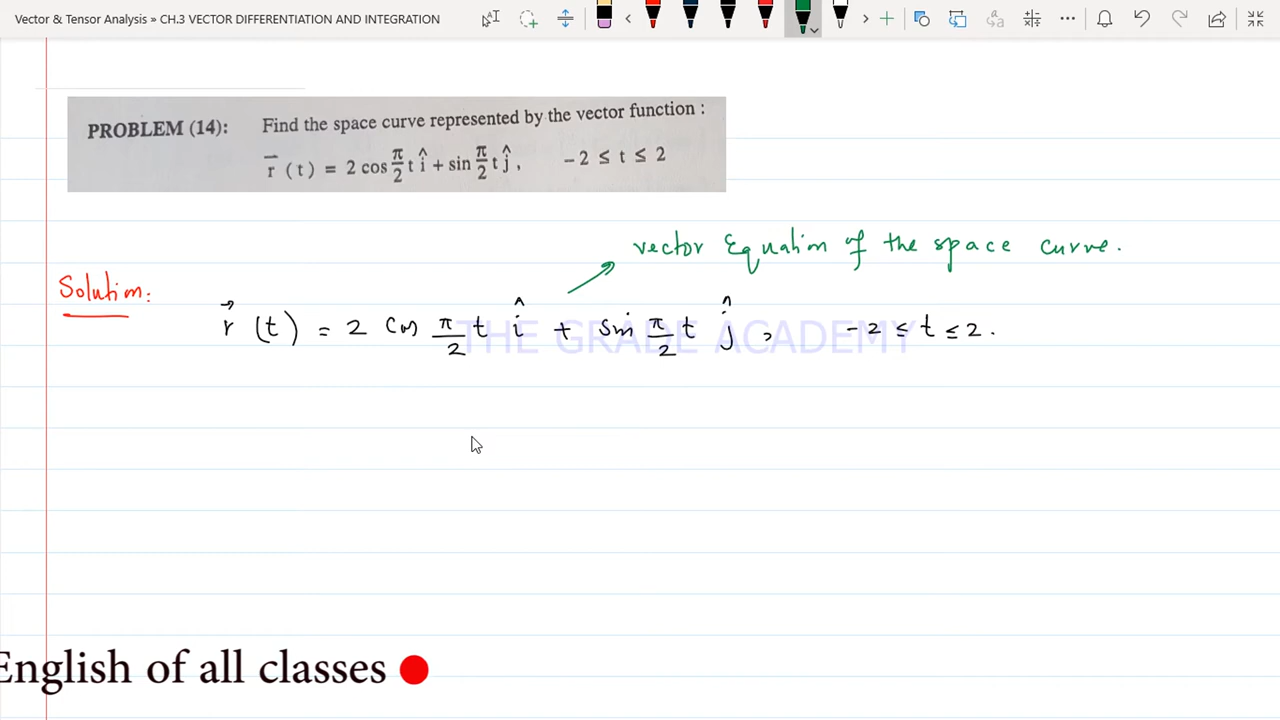 Vector & Tensor Analysis » CH.3 VECTOR DIFFERENTIATION AND INTEGRATION
PROBLEM (14): Find the space curve represented by the vector function :
r⃗ (t) = 2 cos π/2 t î + sin π/2 t ĵ , − 2 ≤ t ≤ 2
vector Equation of the space curve.
Solution:
r⃗ (t) = 2 Cos π/2 t î + Sin π/2 t ĵ , -2 ≤ t ≤ 2.
THE GRADE ACADEMY
English of all classes